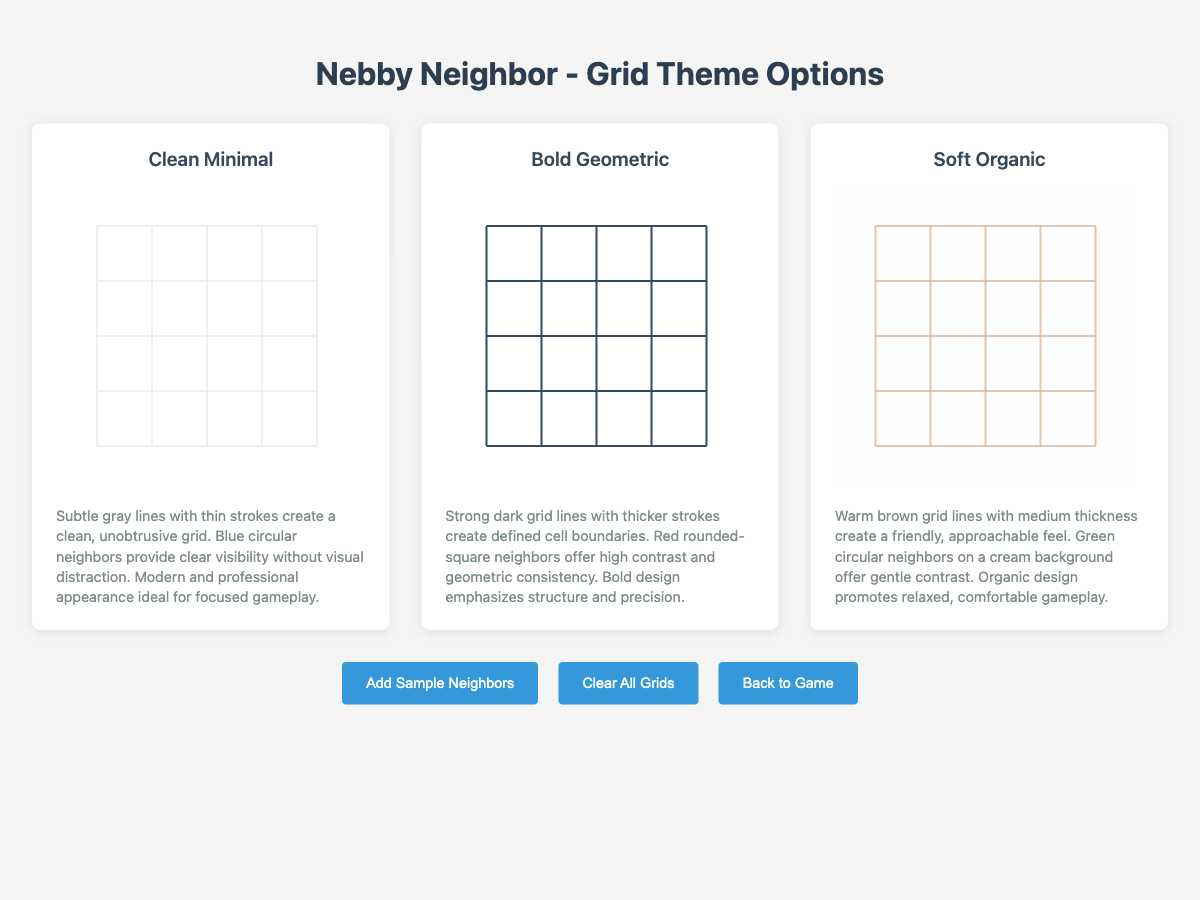 Nebby Neighbor - Grid Theme Options
Clean Minimal
Subtle gray lines with thin strokes create a
clean, unobtrusive grid. Blue circular
neighbors provide clear visibility without visual
distraction. Modern and professional
appearance ideal for focused gameplay.
Bold Geometric
Strong dark grid lines with thicker strokes
create defined cell boundaries. Red rounded-
square neighbors offer high contrast and
geometric consistency. Bold design
emphasizes structure and precision.
Soft Organic
Warm brown grid lines with medium thickness
create a friendly, approachable feel. Green
circular neighbors on a cream background
offer gentle contrast. Organic design
promotes relaxed, comfortable gameplay.
Add Sample Neighbors
Clear All Grids
Back to Game